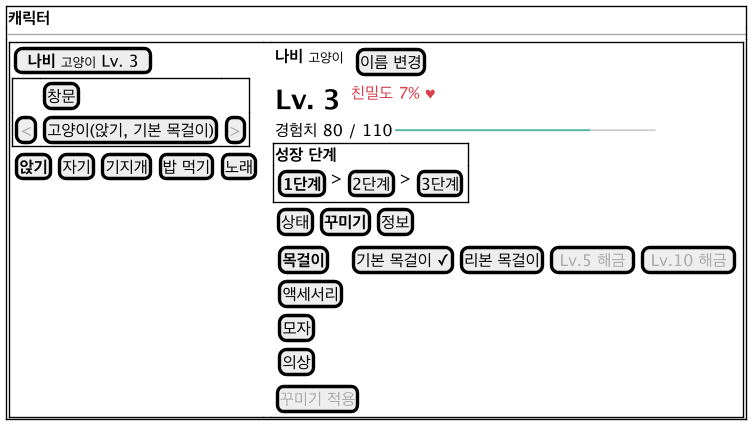 캐릭터
나비 고양이 Lv. 3
창문
< 고양이(앉기, 기본 목걸이) >
앉기 자기 기지개 밥 먹기 노래
나비 고양이 이름 변경
Lv. 3 친밀도 7% ♥
경험치 80 / 110
성장 단계
1단계 > 2단계 > 3단계
상태 꾸미기 정보
목걸이 기본 목걸이 ✓ 리본 목걸이 Lv.5 해금 Lv.10 해금
액세서리
모자
의상
꾸미기 적용